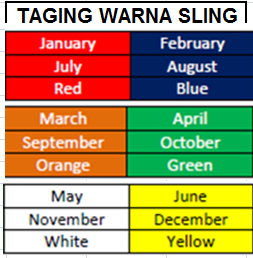 TAGING WARNA SLING
January February
July August
Red Blue
March April
September October
Orange Green
May June
November December
White Yellow